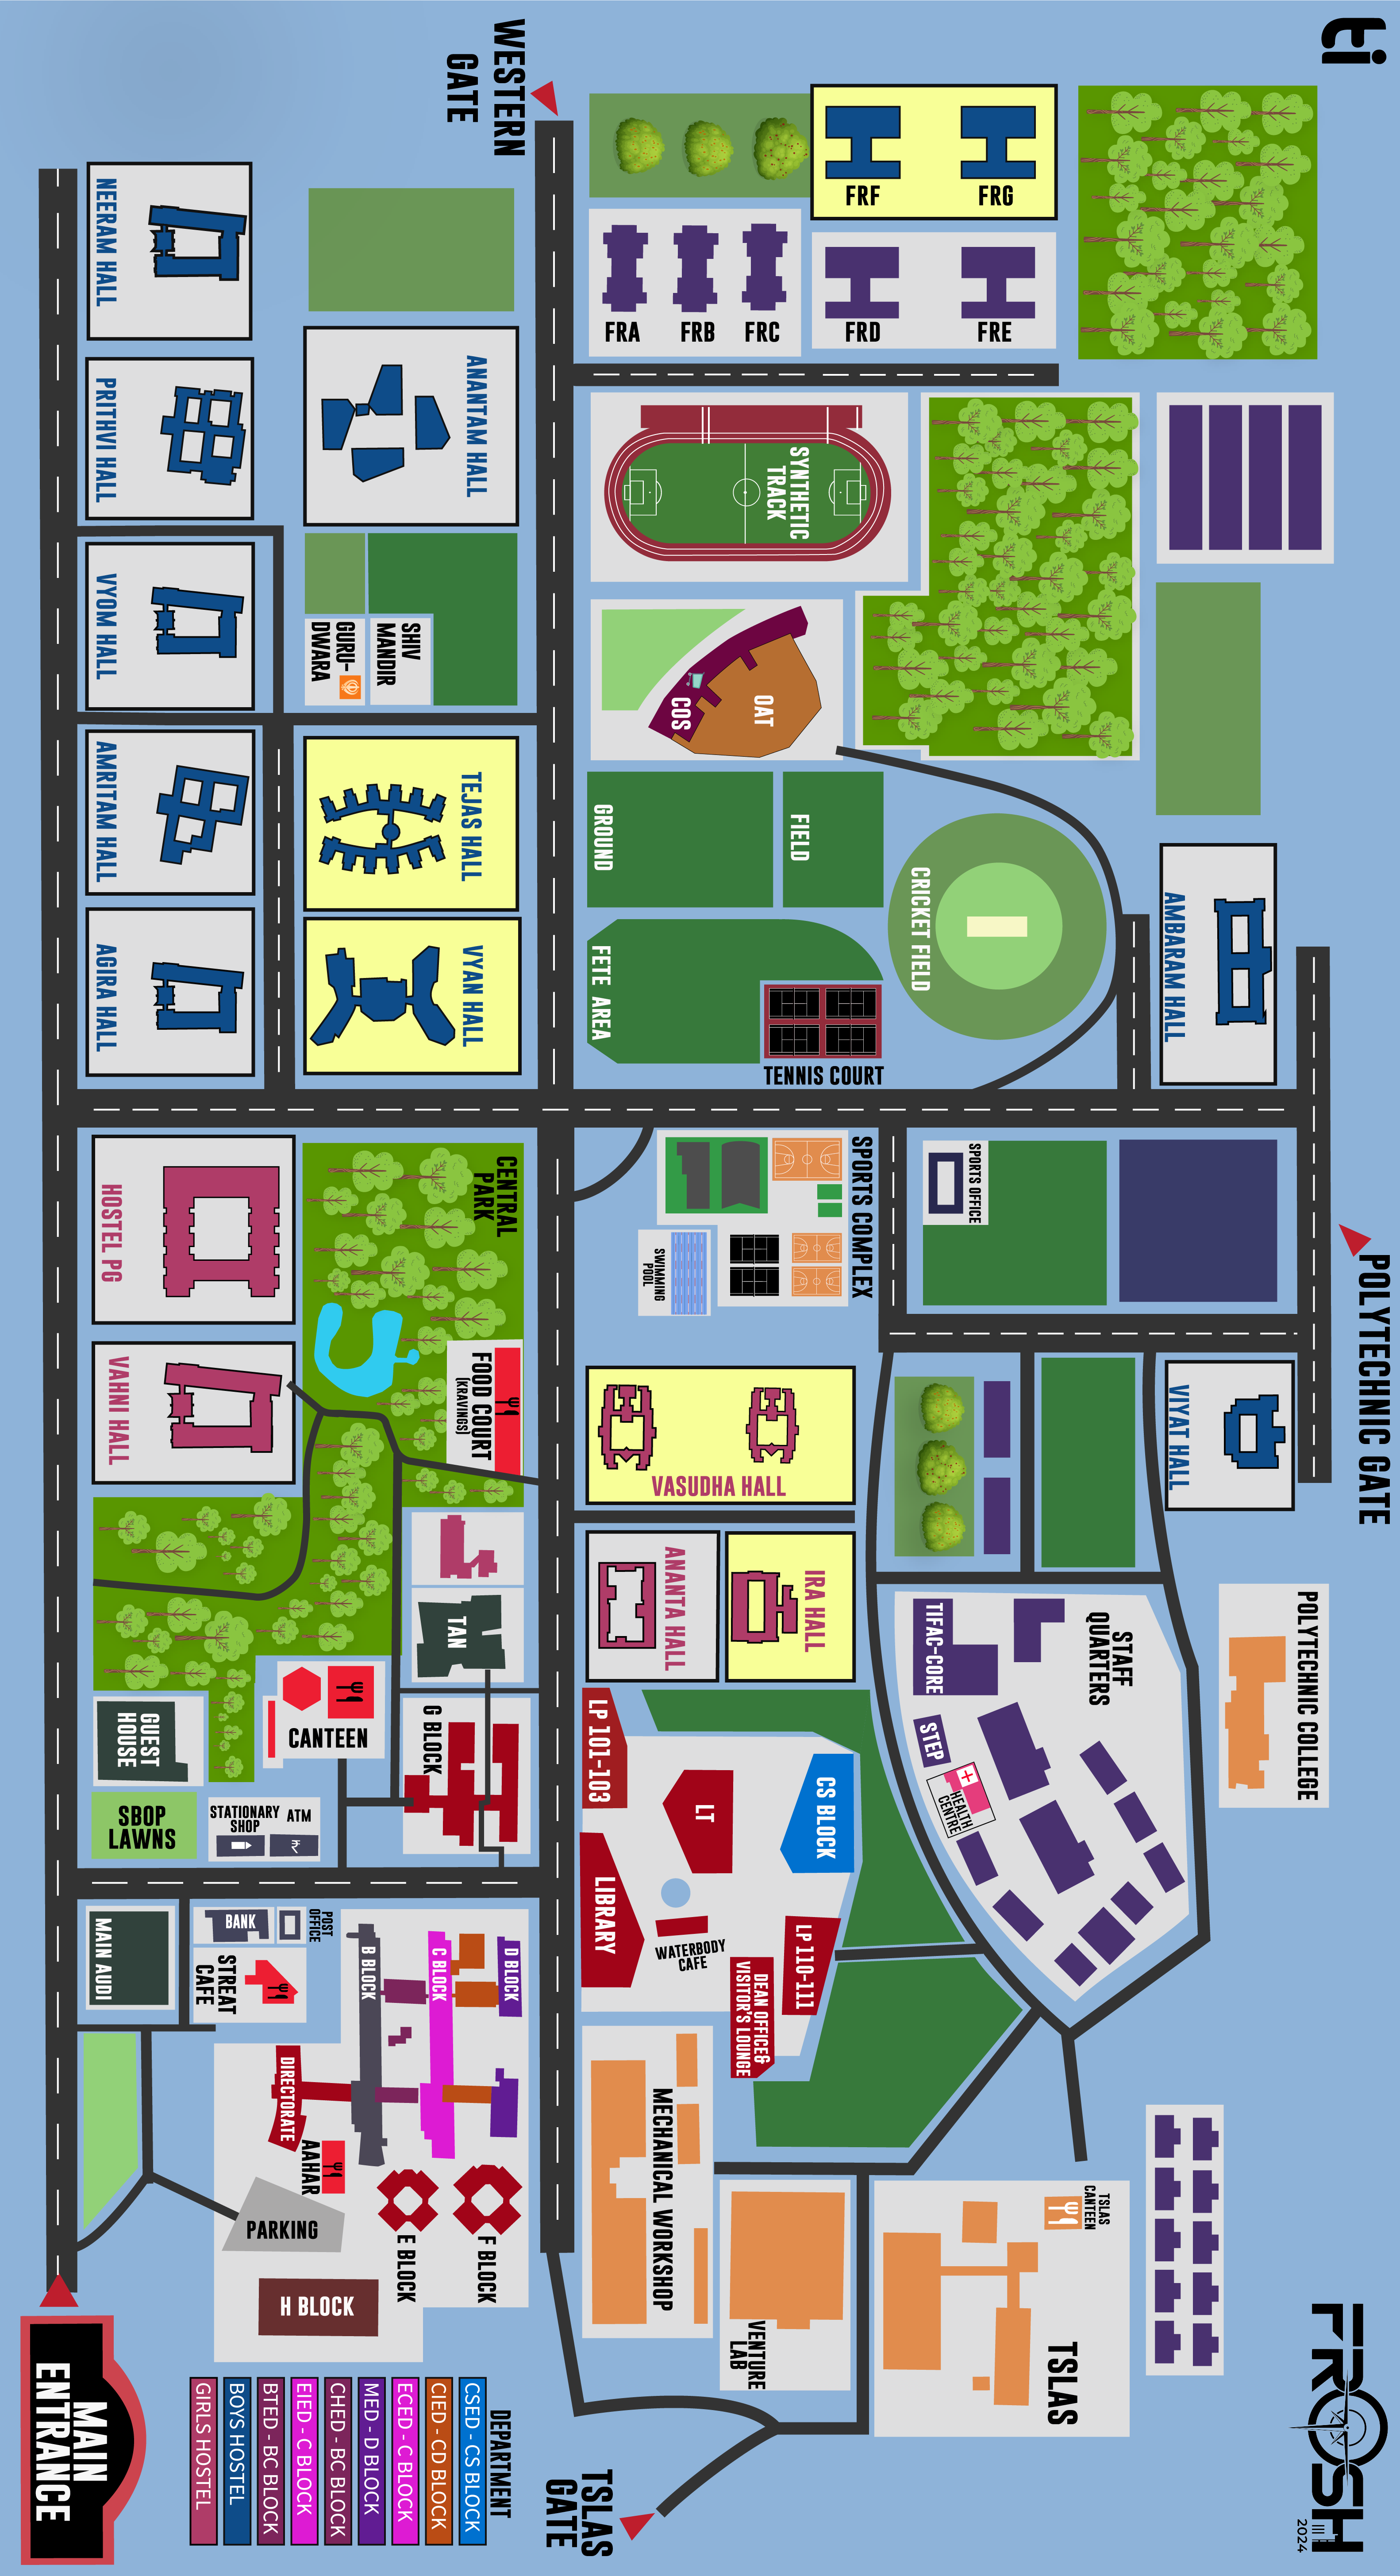 ti
WESTERN
GATE
FRF
FRG
FRA
FRB
FRC
FRD
FRE
NEERAM HALL
PRITHVI HALL
VYOM HALL
AMRITAM HALL
AGIRA HALL
ANANTAM HALL
GURU-
DWARA
SHIV
MANDIR
TEJAS HALL
VYAN HALL
SYNTHETIC
TRACK
COS
OAT
GROUND
FIELD
CRICKET FIELD
FETE AREA
TENNIS COURT
AMBARAM HALL
POLYTECHNIC GATE
HOSTEL PG
VAHNI HALL
CENTRAL
PARK
FOOD COURT
(KRAVINGS)
SPORTS COMPLEX
SWIMMING
POOL
SPORTS OFFICE
VASUDHA HALL
ANANTA HALL
IRA HALL
VIYAT HALL
POLYTECHNIC COLLEGE
STAFF
QUARTERS
TIFAC-CORE
STEP
HEALTH
CENTRE
TAN
G BLOCK
CANTEEN
GUEST
HOUSE
SBOP
LAWNS
STATIONARY
SHOP
ATM
₹
LP 101-103
LT
CS BLOCK
LIBRARY
WATERBODY
CAFE
LP 110-111
DEAN OFFICE&
VISITOR'S LOUNGE
MAIN AUDI
BANK
POST
OFFICE
STREAT
CAFE
B BLOCK
C BLOCK
D BLOCK
DIRECTORATE
AAHAR
PARKING
E BLOCK
F BLOCK
H BLOCK
MECHANICAL WORKSHOP
VENTURE
LAB
TSLAS
CANTEEN
TSLAS
TSLAS
GATE
MAIN
ENTRANCE
DEPARTMENT
CSED - CS BLOCK
CIED - CD BLOCK
ECED - C BLOCK
MED - D BLOCK
CHED - BC BLOCK
EIED - C BLOCK
BTED - BC BLOCK
BOYS HOSTEL
GIRLS HOSTEL
FROSH
2024